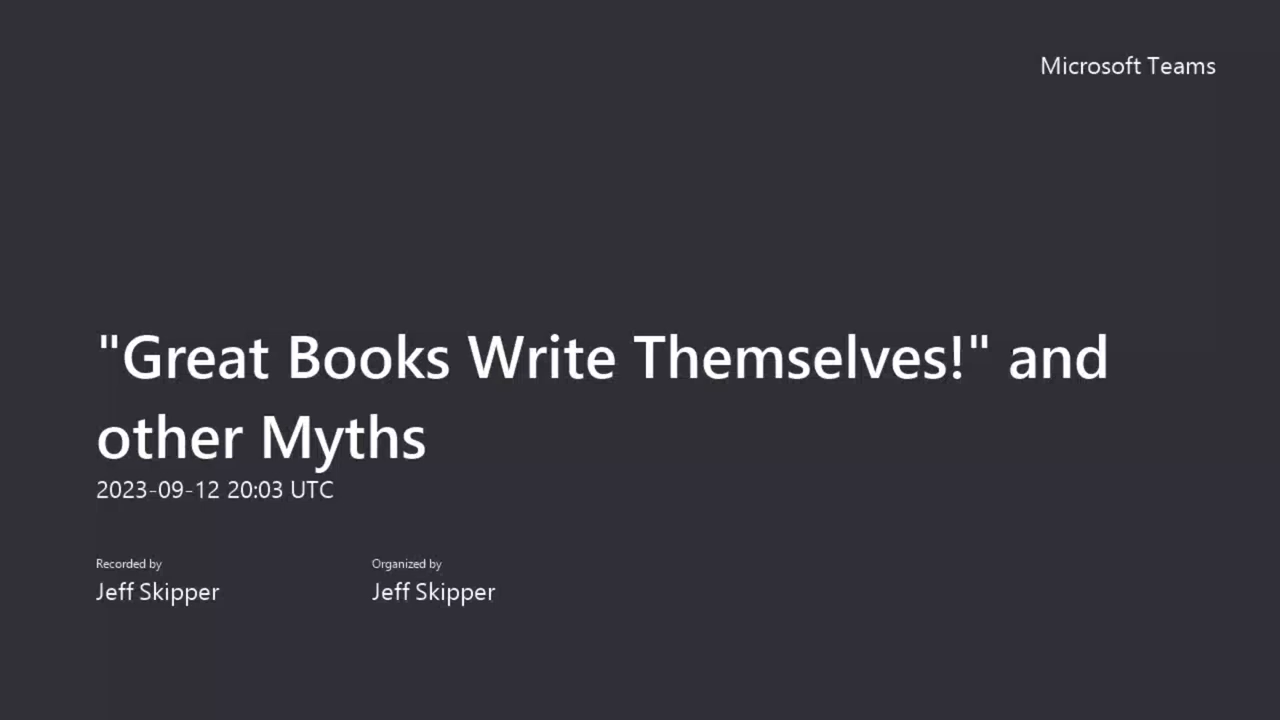 Microsoft Teams
"Great Books Write Themselves!" and
other Myths
2023-09-12 20:03 UTC
Recorded by
Organized by
Jeff Skipper
Jeff Skipper